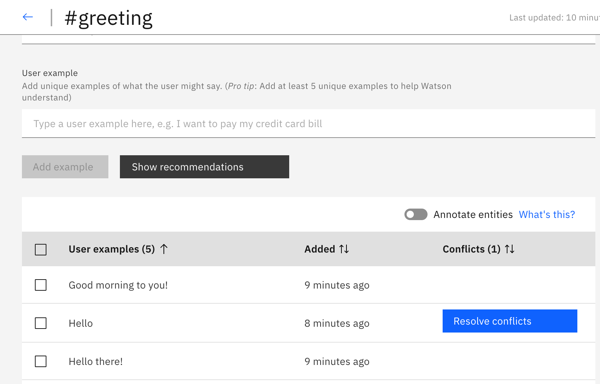 ← #greeting Last updated: 10 minu
User example
Add unique examples of what the user might say. (Pro tip: Add at least 5 unique examples to help Watson
understand)
Type a user example here, e.g. I want to pay my credit card bill
Add example Show recommendations
Annotate entities What's this?
User examples (5) ↑ Added ↑↓ Conflicts (1) ↑↓
Good morning to you! 9 minutes ago
Hello 8 minutes ago Resolve conflicts
Hello there! 9 minutes ago